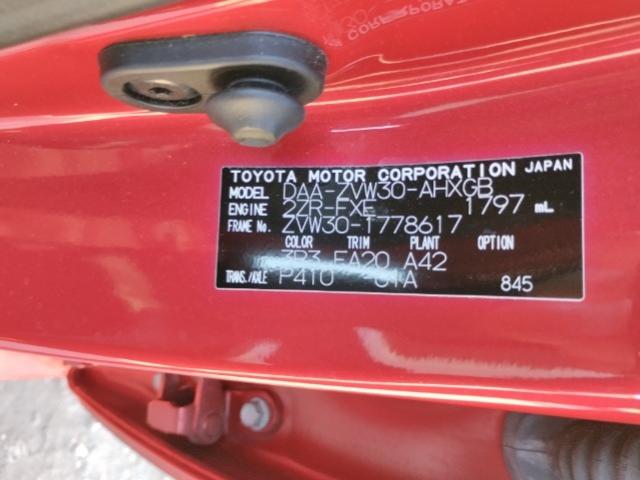 TOYOTA MOTOR CORPORATION JAPAN
MODEL DAA-ZVW30-AHXGB
ENGINE 2ZR-FXE 1797 mL
FRAME No. ZVW30-1778617
COLOR TRIM PLANT OPTION
3R3 FA20 A42
TRANS./AXLE P410 -01A 845